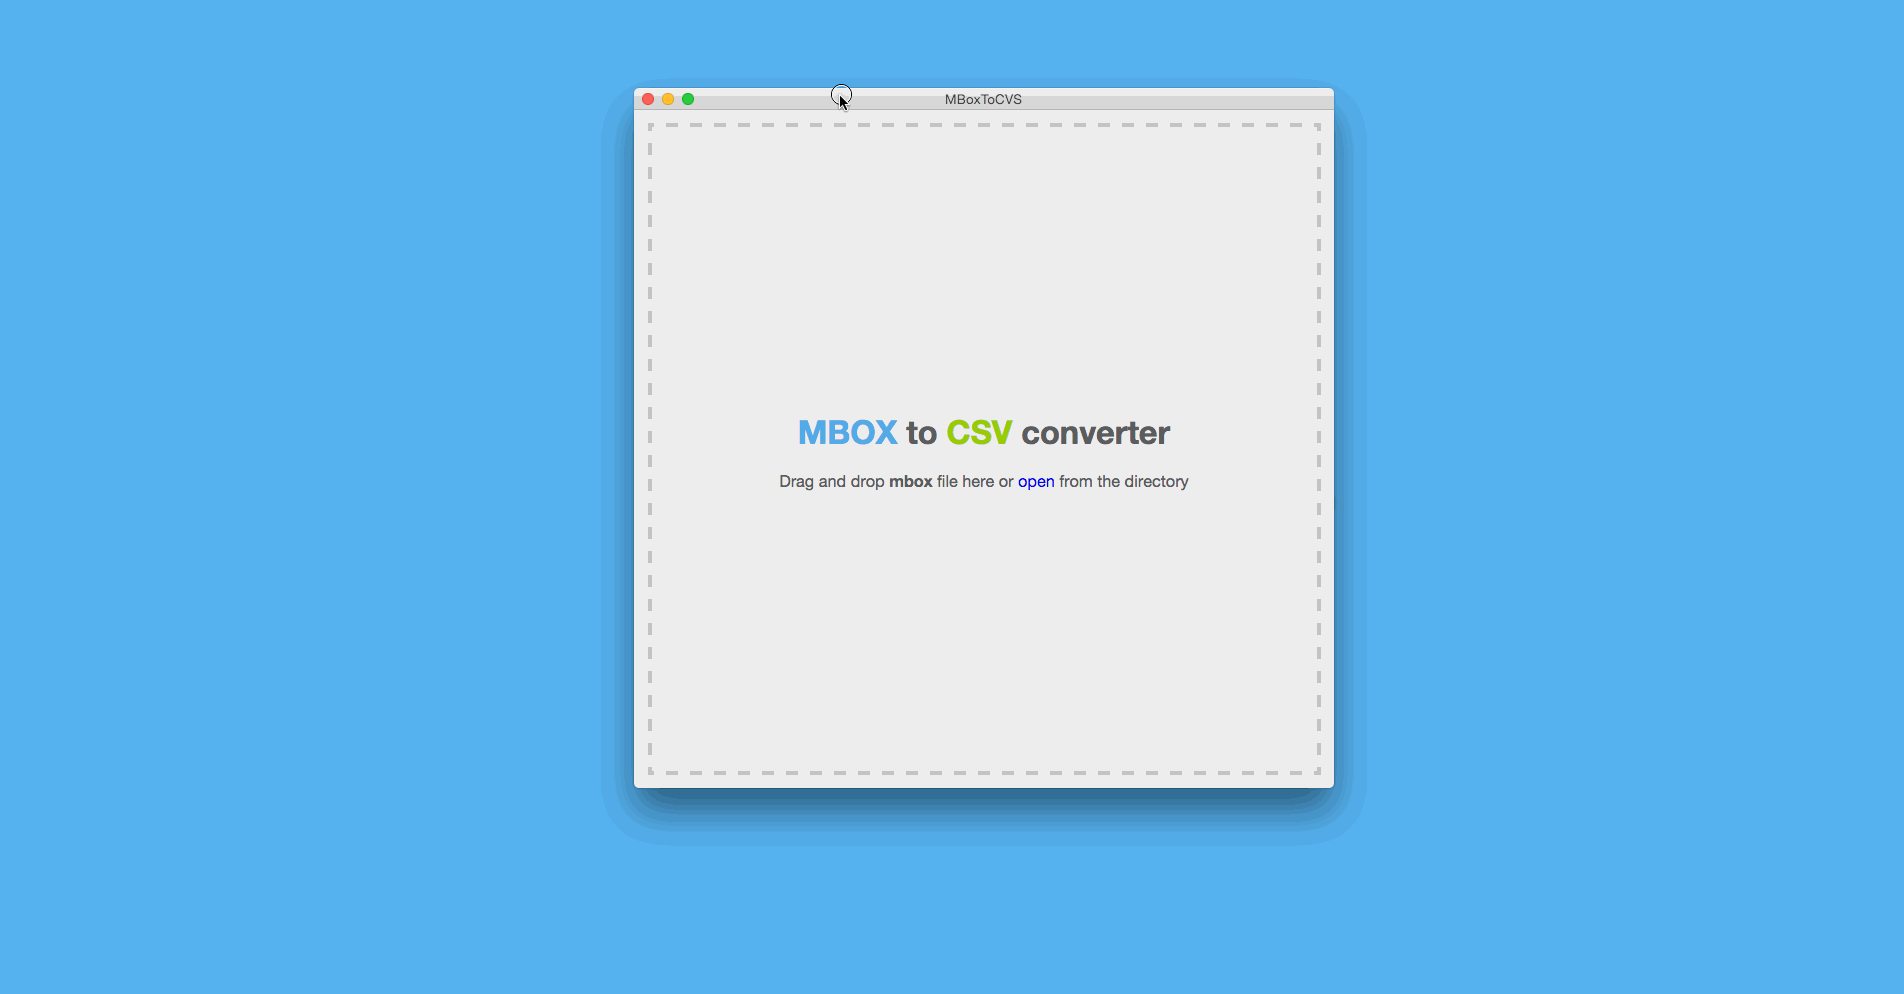 MBoxToCVS
MBOX to CSV converter
Drag and drop mbox file here or open from the directory